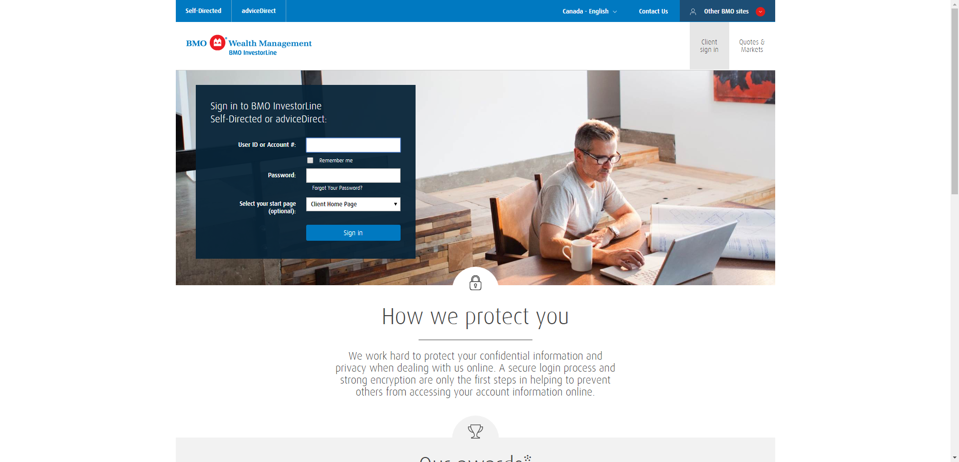 Self-Directed
adviceDirect
Canada - English
Contact Us
Other BMO sites
BMO Wealth Management
BMO InvestorLine
Client
sign in
Quotes &
Markets
Sign in to BMO InvestorLine
Self-Directed or adviceDirect:
User ID or Account #:
Remember me
Password:
Forgot Your Password?
Select your start page
(optional):
Client Home Page
Sign in
How we protect you
We work hard to protect your confidential information and
privacy when dealing with us online. A secure login process and
strong encryption are only the first steps in helping to prevent
others from accessing your account information online.
Our awards*